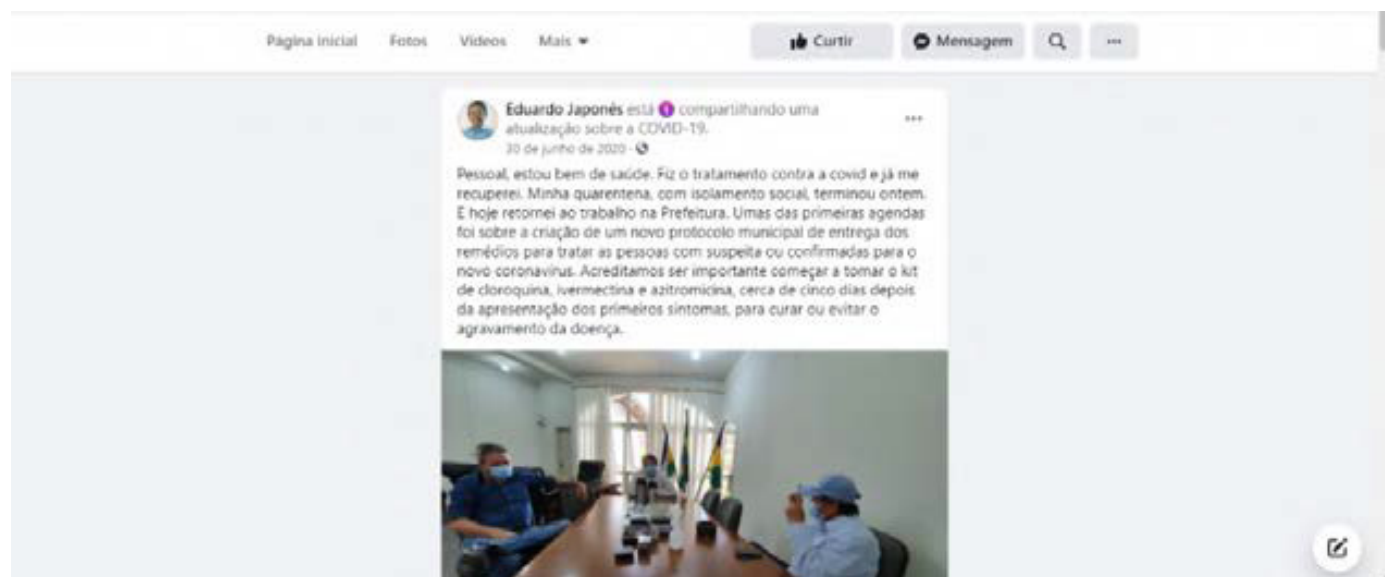 Página inicial Fotos Vídeos Mais Curtir Mensagem
Eduardo Japonês está compartilhando uma
atualização sobre a COVID-19.
30 de junho de 2020
Pessoal, estou bem de saúde. Fiz o tratamento contra a covid e já me
recuperei. Minha quarentena, com isolamento social, terminou ontem.
E hoje retornei ao trabalho na Prefeitura. Umas das primeiras agendas
foi sobre a criação de um novo protocolo municipal de entrega dos
remédios para tratar as pessoas com suspeita ou confirmadas para o
novo coronavírus. Acreditamos ser importante começar a tomar o kit
de cloroquina, ivermectina e azitromicina, cerca de cinco dias depois
da apresentação dos primeiros sintomas, para curar ou evitar o
agravamento da doença.